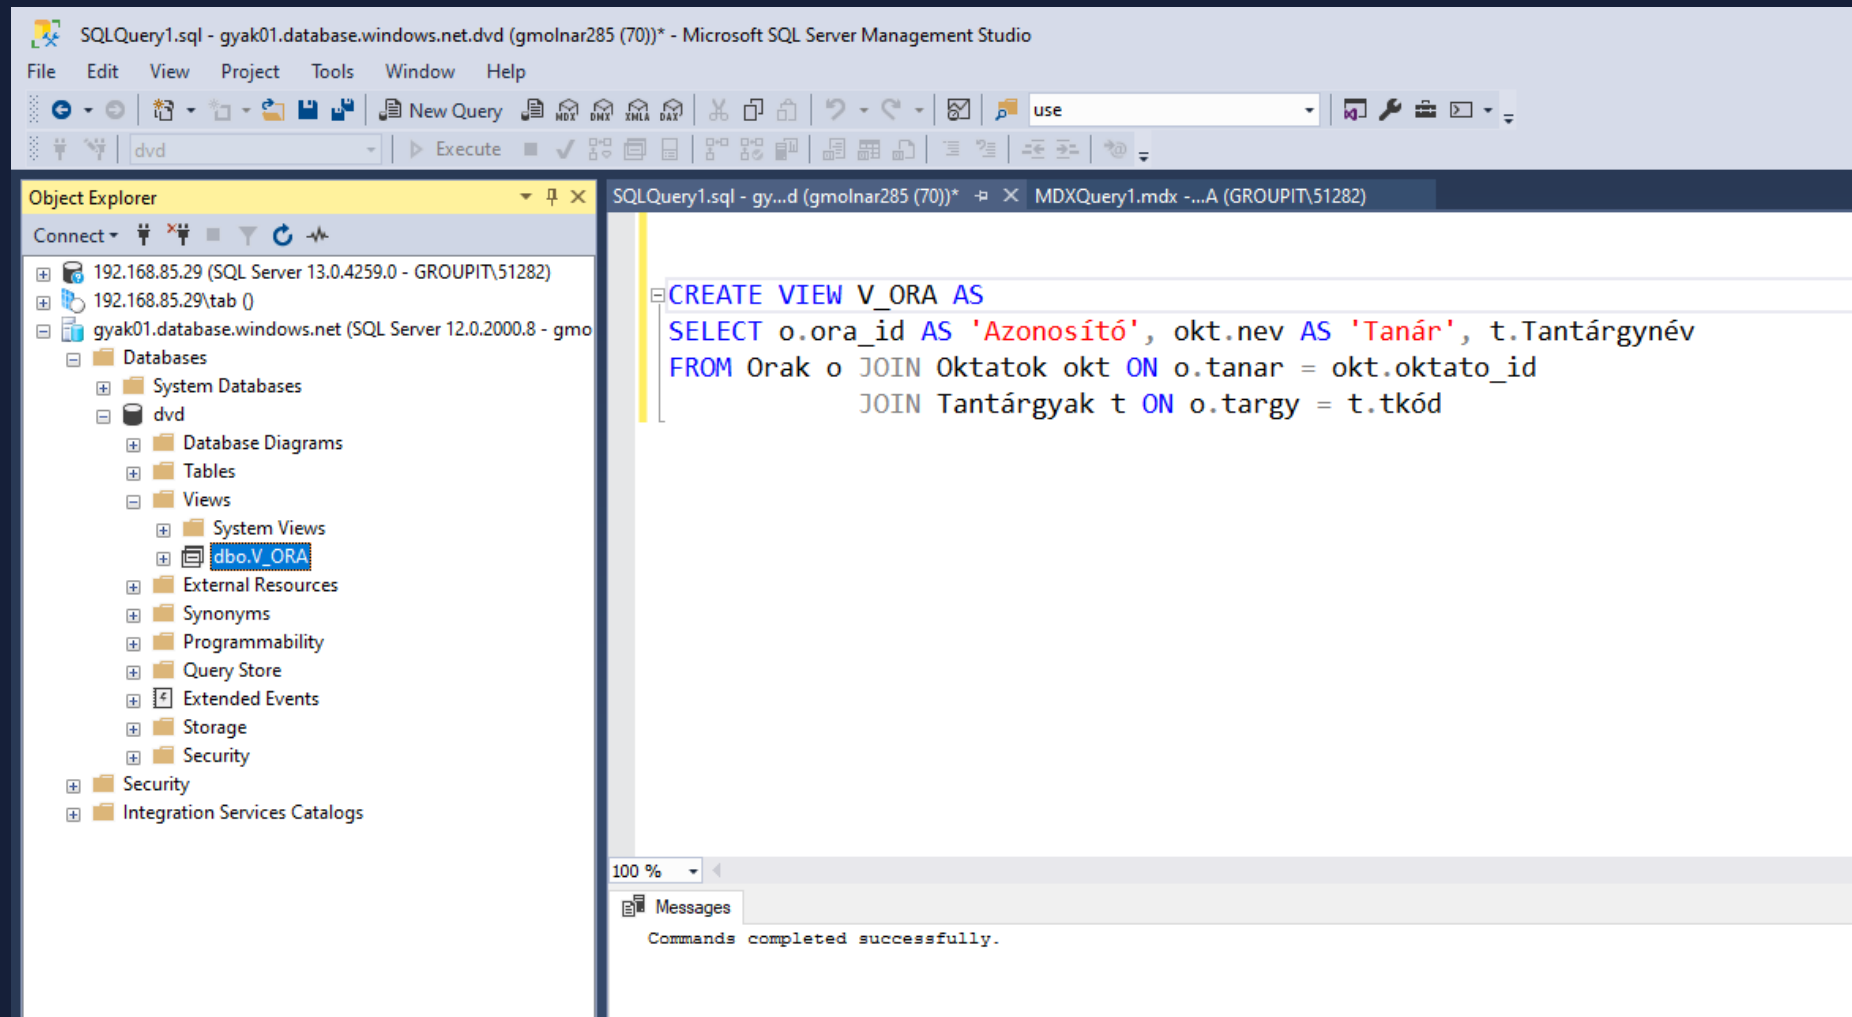 SQLQuery1.sql - gyak01.database.windows.net.dvd (gmolnar285 (70))* - Microsoft SQL Server Management Studio
File Edit View Project Tools Window Help
New Query MDX DMX XMLA DAX use
dvd Execute
Object Explorer
Connect
192.168.85.29 (SQL Server 13.0.4259.0 - GROUPIT\51282)
192.168.85.29\tab ()
gyak01.database.windows.net (SQL Server 12.0.2000.8 - gmo
Databases
System Databases
dvd
Database Diagrams
Tables
Views
System Views
dbo.V_ORA
External Resources
Synonyms
Programmability
Query Store
Extended Events
Storage
Security
Security
Integration Services Catalogs
SQLQuery1.sql - gy...d (gmolnar285 (70))* MDXQuery1.mdx -...A (GROUPIT\51282)
CREATE VIEW V_ORA AS
SELECT o.ora_id AS 'Azonosító', okt.nev AS 'Tanár', t.Tantárgynév
FROM Orak o JOIN Oktatok okt ON o.tanar = okt.oktato_id
JOIN Tantárgyak t ON o.targy = t.tkód
100 %
Messages
Commands completed successfully.